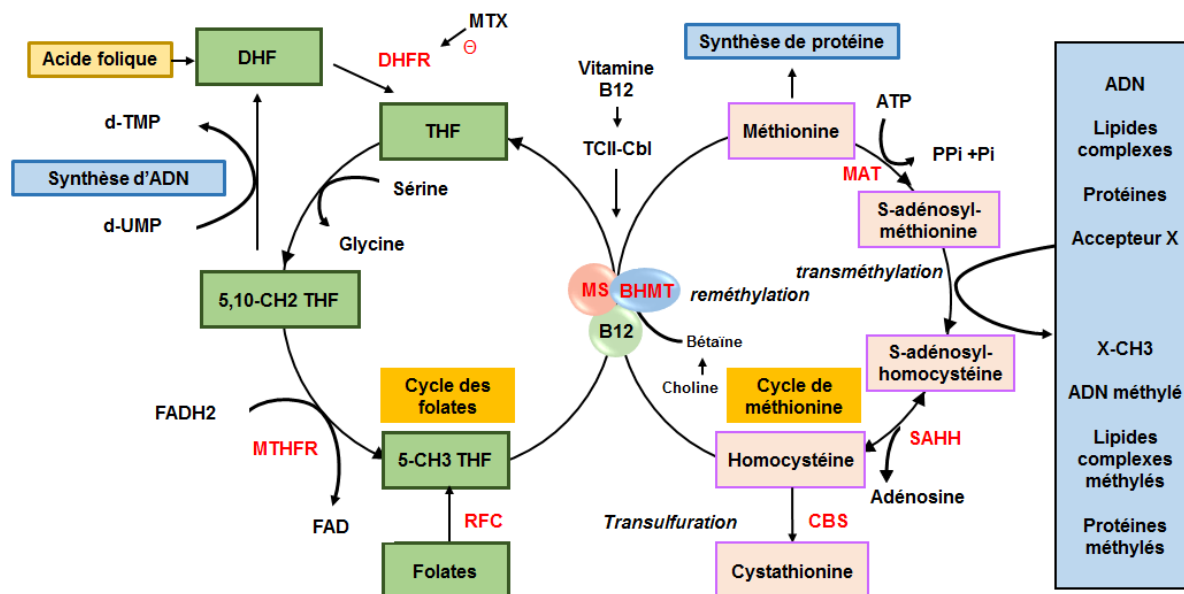 MTX
Acide folique
DHF
DHFR
Θ
Synthèse de protéine
ADN
Vitamine
B12
ATP
d-TMP
THF
Méthionine
Lipides
complexes
TCII-Cbl
PPi +Pi
Synthèse d'ADN
Sérine
MAT
Protéines
d-UMP
S-adénosyl-
méthionine
Glycine
Accepteur X
transméthylation
5,10-CH2 THF
MS
BHMT
reméthylation
B12
Bétaïne
S-adénosyl-
homocystéine
X-CH3
Choline
Cycle des
folates
Cycle de
méthionine
ADN méthylé
FADH2
MTHFR
5-CH3 THF
Homocystéine
SAHH
Lipides
complexes
méthylés
Adénosine
FAD
RFC
Transulfuration
CBS
Protéines
méthylés
Folates
Cystathionine